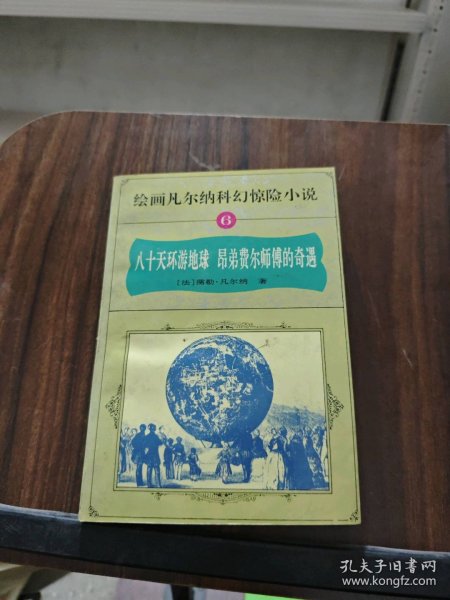 绘画凡尔纳科幻惊险小说
6
八十天环游地球 昂弟费尔师傅的奇遇
[法]儒勒·凡尔纳 著
孔夫子旧书网
www.kongfz.com